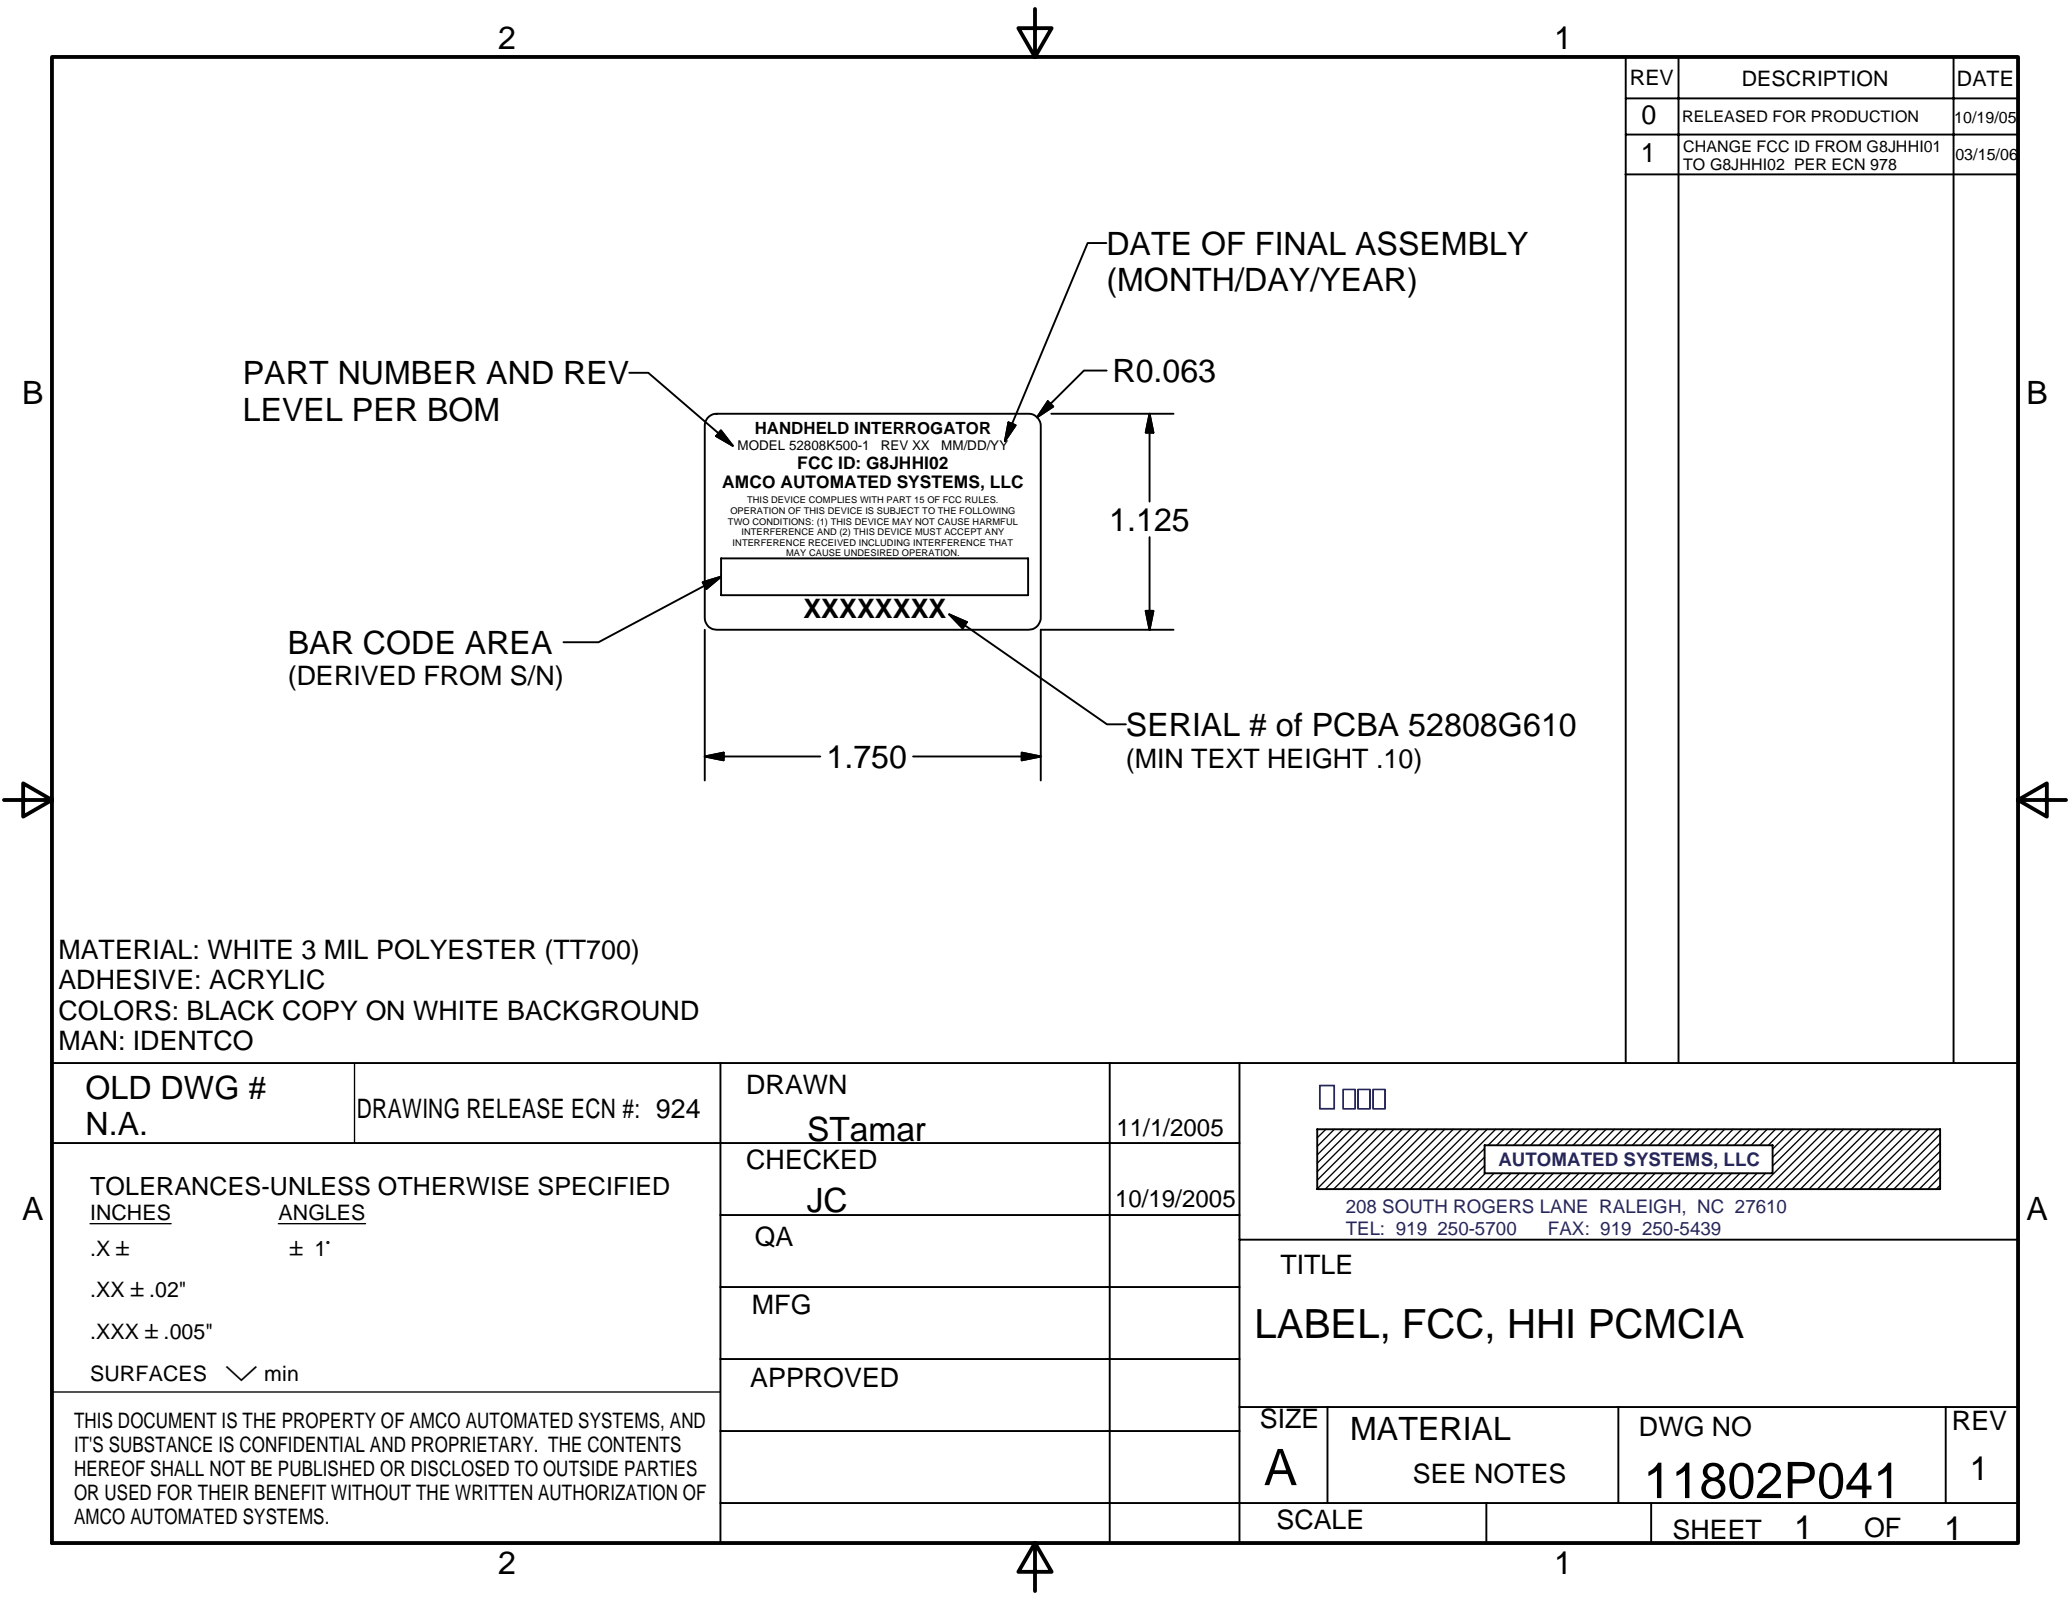 2
1
REV DESCRIPTION DATE
0 RELEASED FOR PRODUCTION 10/19/05
1 CHANGE FCC ID FROM G8JHHI01 03/15/06
TO G8JHHI02 PER ECN 978
DATE OF FINAL ASSEMBLY
(MONTH/DAY/YEAR)
PART NUMBER AND REV
LEVEL PER BOM
R0.063
B
B
HANDHELD INTERROGATOR
MODEL 52808K500-1 REV XX MM/DD/YY
FCC ID: G8JHHI02
AMCO AUTOMATED SYSTEMS, LLC
THIS DEVICE COMPLIES WITH PART 15 OF FCC RULES.
OPERATION OF THIS DEVICE IS SUBJECT TO THE FOLLOWING
TWO CONDITIONS: (1) THIS DEVICE MAY NOT CAUSE HARMFUL
INTERFERENCE AND (2) THIS DEVICE MUST ACCEPT ANY
INTERFERENCE RECEIVED INCLUDING INTERFERENCE THAT
MAY CAUSE UNDESIRED OPERATION.
XXXXXXXX
1.125
BAR CODE AREA
(DERIVED FROM S/N)
SERIAL # of PCBA 52808G610
(MIN TEXT HEIGHT .10)
1.750
MATERIAL: WHITE 3 MIL POLYESTER (TT700)
ADHESIVE: ACRYLIC
COLORS: BLACK COPY ON WHITE BACKGROUND
MAN: IDENTCO
OLD DWG #
N.A.
DRAWING RELEASE ECN #: 924
DRAWN
STamar 11/1/2005
CHECKED
JC 10/19/2005
QA
MFG
APPROVED
TOLERANCES-UNLESS OTHERWISE SPECIFIED
INCHES ANGLES
.X ± ± 1°
.XX ± .02"
.XXX ± .005"
SURFACES min
THIS DOCUMENT IS THE PROPERTY OF AMCO AUTOMATED SYSTEMS, AND
IT'S SUBSTANCE IS CONFIDENTIAL AND PROPRIETARY. THE CONTENTS
HEREOF SHALL NOT BE PUBLISHED OR DISCLOSED TO OUTSIDE PARTIES
OR USED FOR THEIR BENEFIT WITHOUT THE WRITTEN AUTHORIZATION OF
AMCO AUTOMATED SYSTEMS.
AUTOMATED SYSTEMS, LLC
208 SOUTH ROGERS LANE RALEIGH, NC 27610
TEL: 919 250-5700 FAX: 919 250-5439
TITLE
LABEL, FCC, HHI PCMCIA
SIZE
A
MATERIAL
SEE NOTES
DWG NO
11802P041
REV
1
SCALE
SHEET 1 OF 1
A
A
2
1